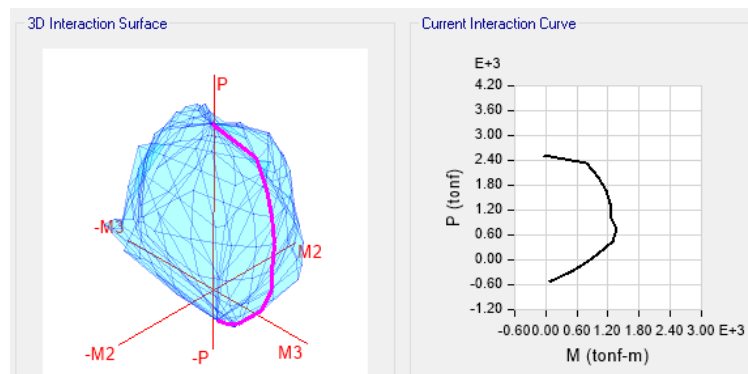 3D Interaction Surface
P
-M3
M2
-M2
-P
M3
Current Interaction Curve
E+3
4.20
3.60
3.00
2.40
1.80
1.20
0.60
0.00
-0.60
-1.20
P (tonf)
-0.60 0.00 0.60 1.20 1.80 2.40 3.00 E+3
M (tonf-m)